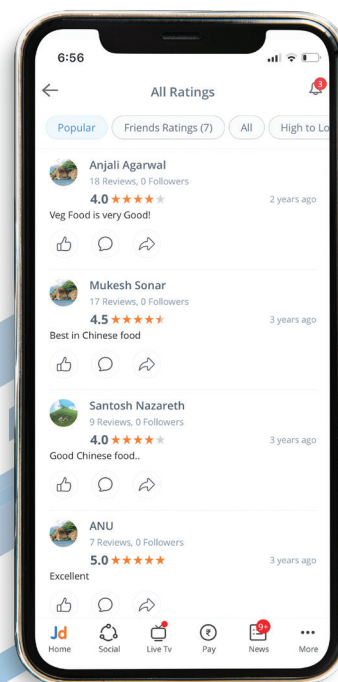 6:56
All Ratings
3
Popular
Friends Ratings (7)
All
High to Lo
Anjali Agarwal
18 Reviews, 0 Followers
4.0
2 years ago
Veg Food is very Good!
Mukesh Sonar
17 Reviews, 0 Followers
4.5
3 years ago
Best in Chinese food
Santosh Nazareth
9 Reviews, 0 Followers
4.0
3 years ago
Good Chinese food..
ANU
7 Reviews, 0 Followers
5.0
3 years ago
Excellent
Jd
₹
9+
Home
Social
Live Tv
Pay
News
More